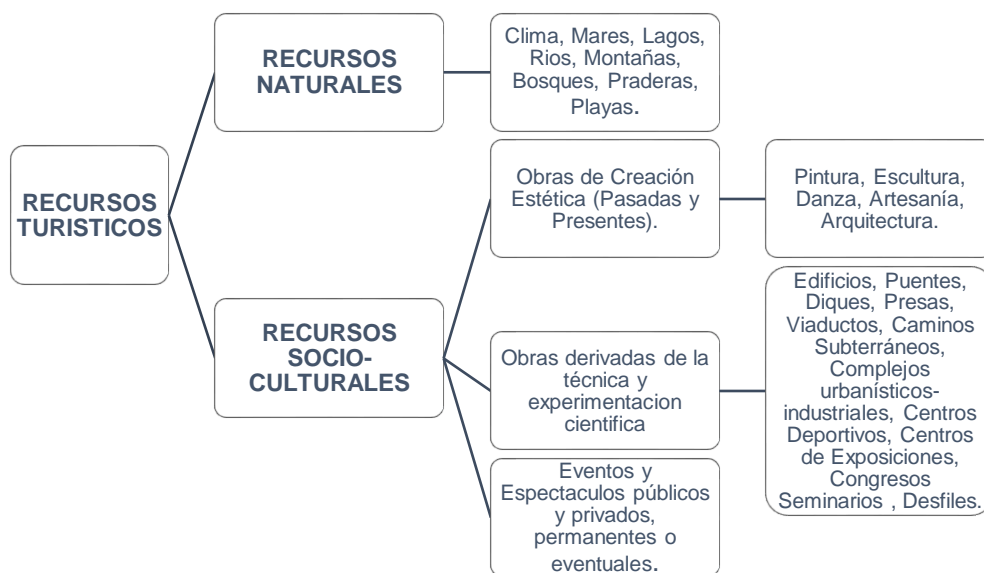 RECURSOS
TURISTICOS
RECURSOS
NATURALES
Clima, Mares, Lagos,
Rios, Montañas,
Bosques, Praderas,
Playas.
RECURSOS
SOCIO-
CULTURALES
Obras de Creación
Estética (Pasadas y
Presentes).
Pintura, Escultura,
Danza, Artesanía,
Arquitectura.
Obras derivadas de la
técnica y
experimentacion
cientifica
Edificios, Puentes,
Diques, Presas,
Viaductos, Caminos
Subterráneos,
Complejos
urbanísticos-
industriales, Centros
Deportivos, Centros
de Exposiciones,
Congresos
Seminarios , Desfiles.
Eventos y
Espectaculos públicos
y privados,
permanentes o
eventuales.